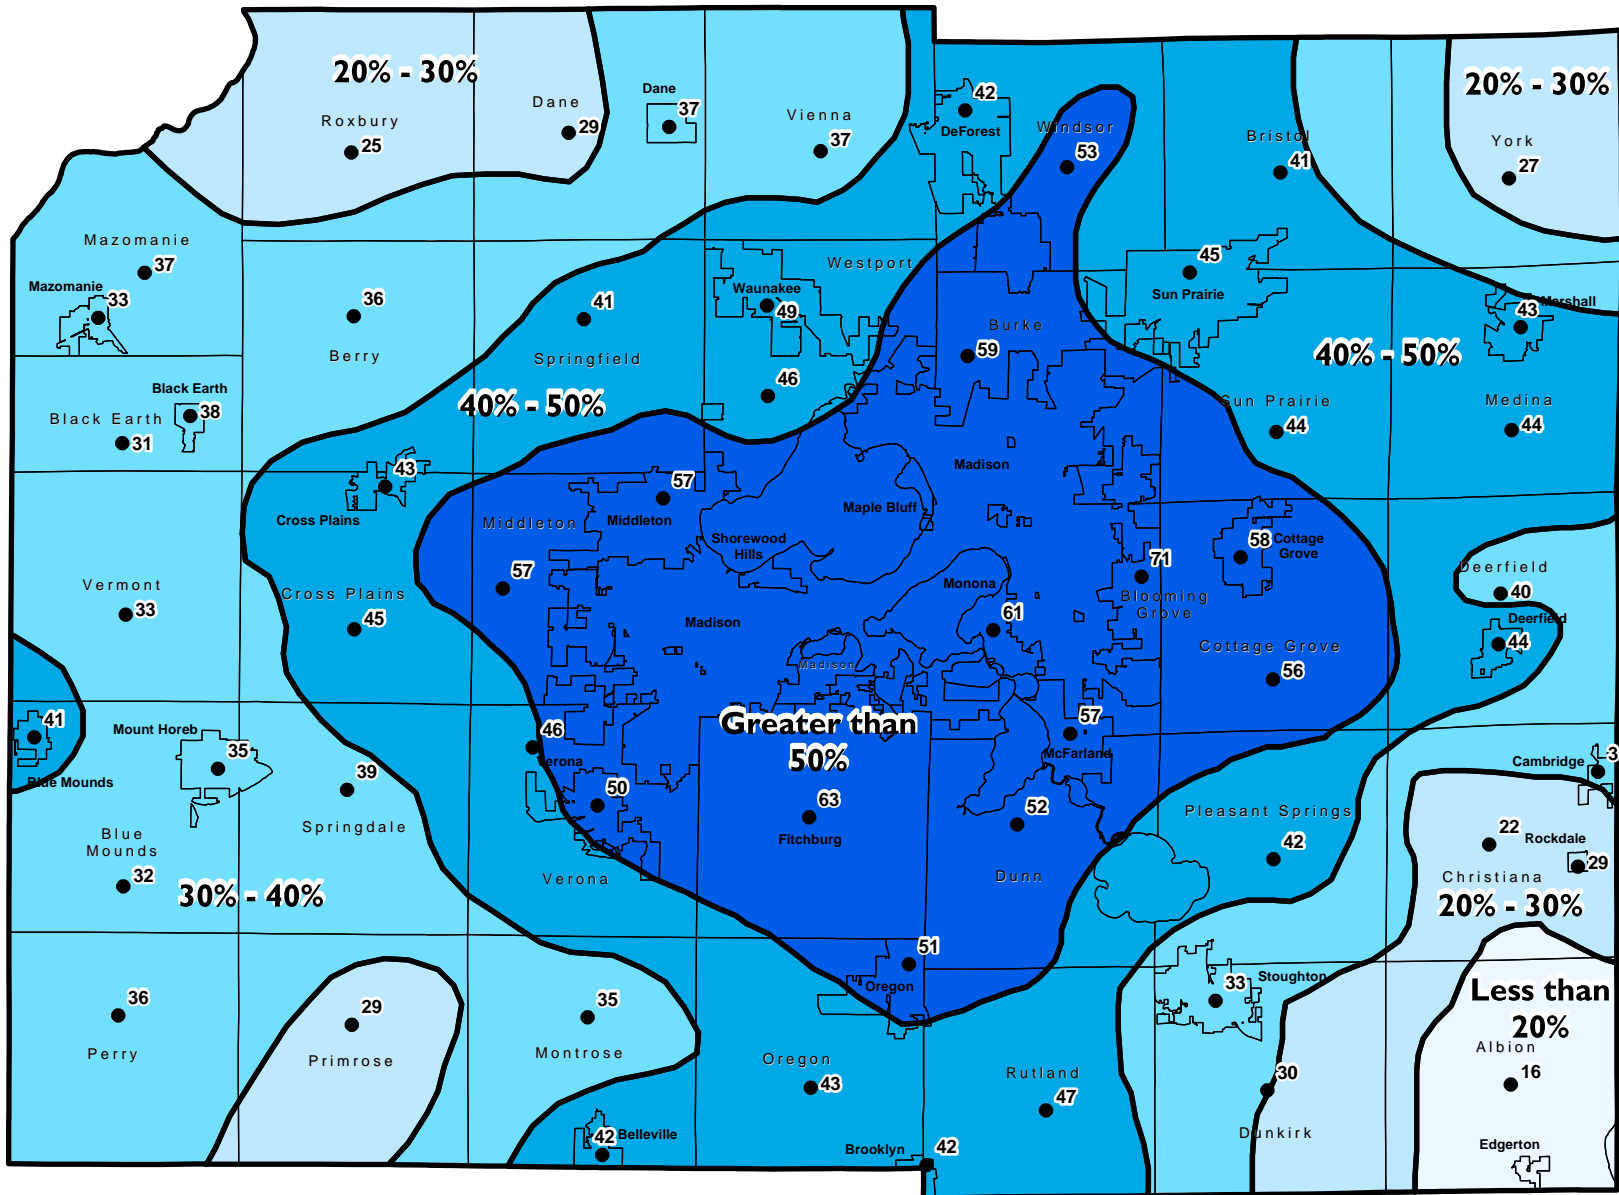 20% - 30%
Roxbury
25
Dane
29
Dane
37
Vienna
37
42
DeForest
Windsor
53
Bristol
41
20% - 30%
York
27
Mazomanie
37
Mazomanie
33
36
Berry
41
Springfield
Westport
Waunakee
49
46
45
Sun Prairie
Burke
59
Marshall
43
40% - 50%
40% - 50%
Black Earth
38
Black Earth
31
Sun Prairie
44
Medina
44
43
Cross Plains
57
Middleton
Middleton
57
Madison
Maple Bluff
Shorewood
Hills
58
Cottage
Grove
71
Blooming
Grove
Monona
61
Deerfield
40
Deerfield
44
Vermont
33
Cross Plains
45
Madison
Madison
Cottage Grove
56
41
Blue Mounds
Mount Horeb
35
39
Springdale
46
Verona
50
Greater than
50%
57
McFarland
Cambridge
3
63
Fitchburg
52
Dunn
Pleasant Springs
42
22
Rockdale
29
Christiana
20% - 30%
Blue
Mounds
32
30% - 40%
Verona
51
Oregon
Stoughton
33
Less than
20%
36
Perry
29
Primrose
35
Montrose
Oregon
43
Rutland
47
30
Dunkirk
Albion
16
42
Belleville
Brooklyn
42
Edgerton